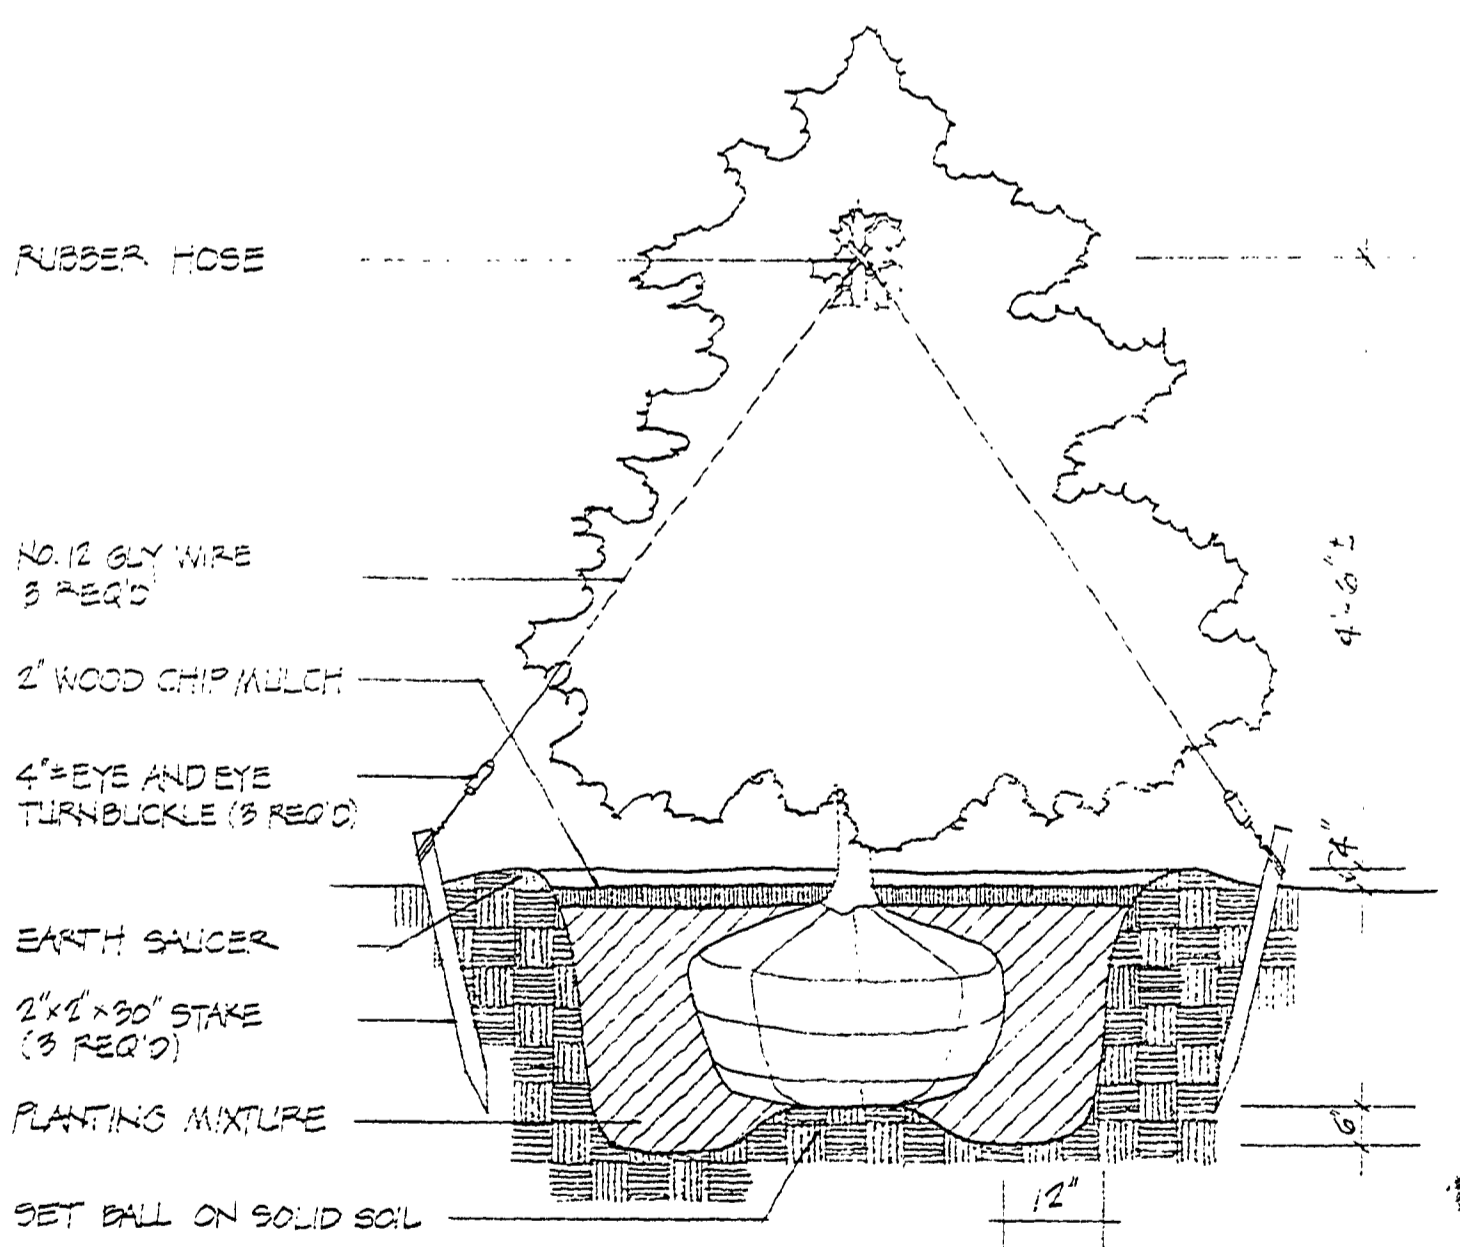 RUBBER HOSE
NO. 12 GUY WIRE
3 REQ'D
2" WOOD CHIP MULCH
4"± EYE AND EYE
TURNBUCKLE (3 REQ'D)
EARTH SAUCER
2"x2"x30" STAKE
(3 REQ'D)
PLANTING MIXTURE
SET BALL ON SOLID SOIL
4'-6"±
4"
6"
12"